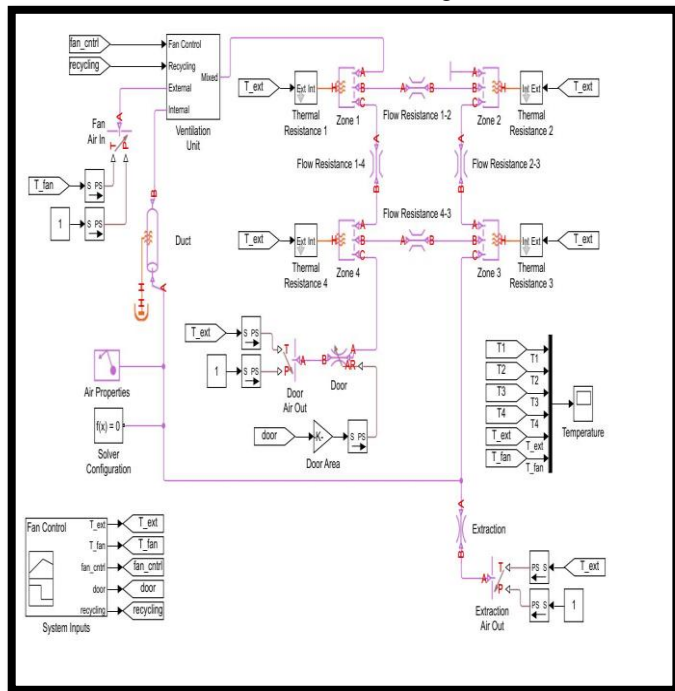 fan_cntrl
Fan Control
recycling
Recycling
Mixed
External
Internal
Ventilation
Unit
A
Fan
Air In
T
P
T_fan
S PS
1
S PS
B
Duct
H
A
T_ext
Ext Int
H
A
B
C
Thermal
Resistance 1
Zone 1
A
B
Flow Resistance 1-2
A
B
C
H
Int Ext
T_ext
Zone 2
Thermal
Resistance 2
A
Flow Resistance 1-4
B
A
Flow Resistance 2-3
B
T_ext
Ext Int
H
A
B
C
Thermal
Resistance 4
Zone 4
Flow Resistance 4-3
A
B
A
B
C
H
Int Ext
T_ext
Zone 3
Thermal
Resistance 3
T_ext
S PS
1
S PS
T
P
A
Door
Air Out
B
A
AR
Door
door
K-
Door Area
S PS
Air Properties
f(x) = 0
Solver
Configuration
T1
T1
T2
T2
T3
T3
T4
T4
T_ext
T_ext
T_fan
T_fan
Temperature
A
Extraction
B
A
T
P
Extraction
Air Out
PS S
T_ext
PS S
1
Fan Control
T_ext
T_ext
T_fan
T_fan
fan_cntrl
fan_cntrl
door
door
recycling
recycling
System Inputs